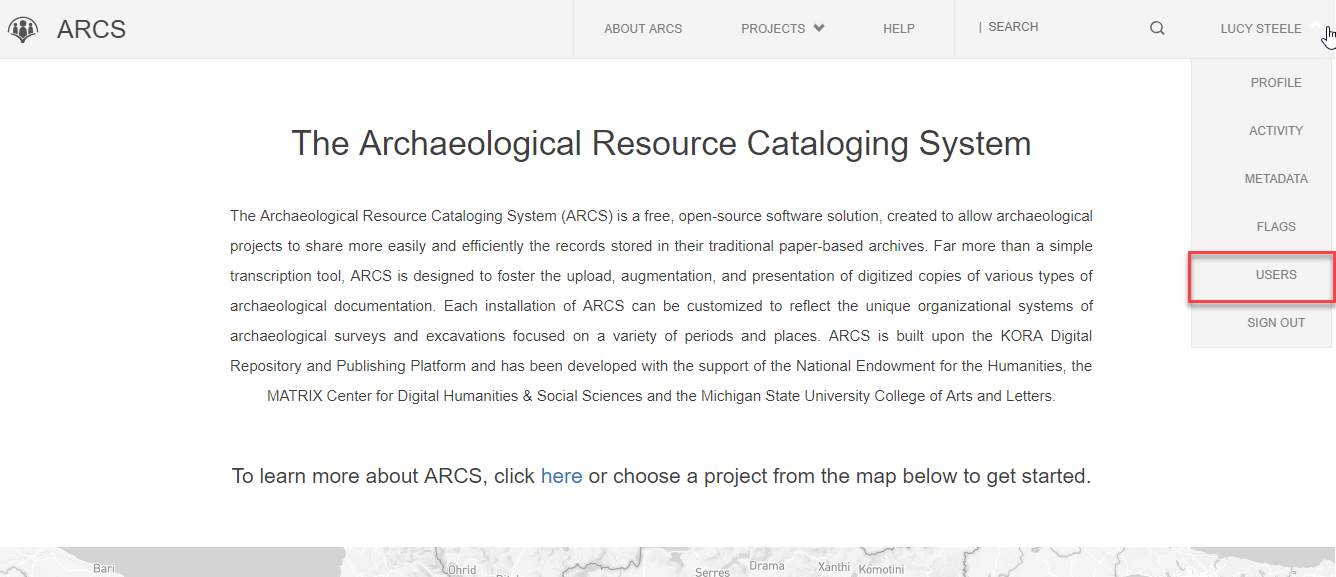 ARCS
ABOUT ARCS
PROJECTS
HELP
| SEARCH
LUCY STEELE
PROFILE
ACTIVITY
METADATA
FLAGS
USERS
SIGN OUT
The Archaeological Resource Cataloging System
The Archaeological Resource Cataloging System (ARCS) is a free, open-source software solution, created to allow archaeological
projects to share more easily and efficiently the records stored in their traditional paper-based archives. Far more than a simple
transcription tool, ARCS is designed to foster the upload, augmentation, and presentation of digitized copies of various types of
archaeological documentation. Each installation of ARCS can be customized to reflect the unique organizational systems of
archaeological surveys and excavations focused on a variety of periods and places. ARCS is built upon the KORA Digital
Repository and Publishing Platform and has been developed with the support of the National Endowment for the Humanities, the
MATRIX Center for Digital Humanities & Social Sciences and the Michigan State University College of Arts and Letters.
To learn more about ARCS, click here or choose a project from the map below to get started.
Bari
Ohrid
Serres
Drama
Xanthi
Komotini